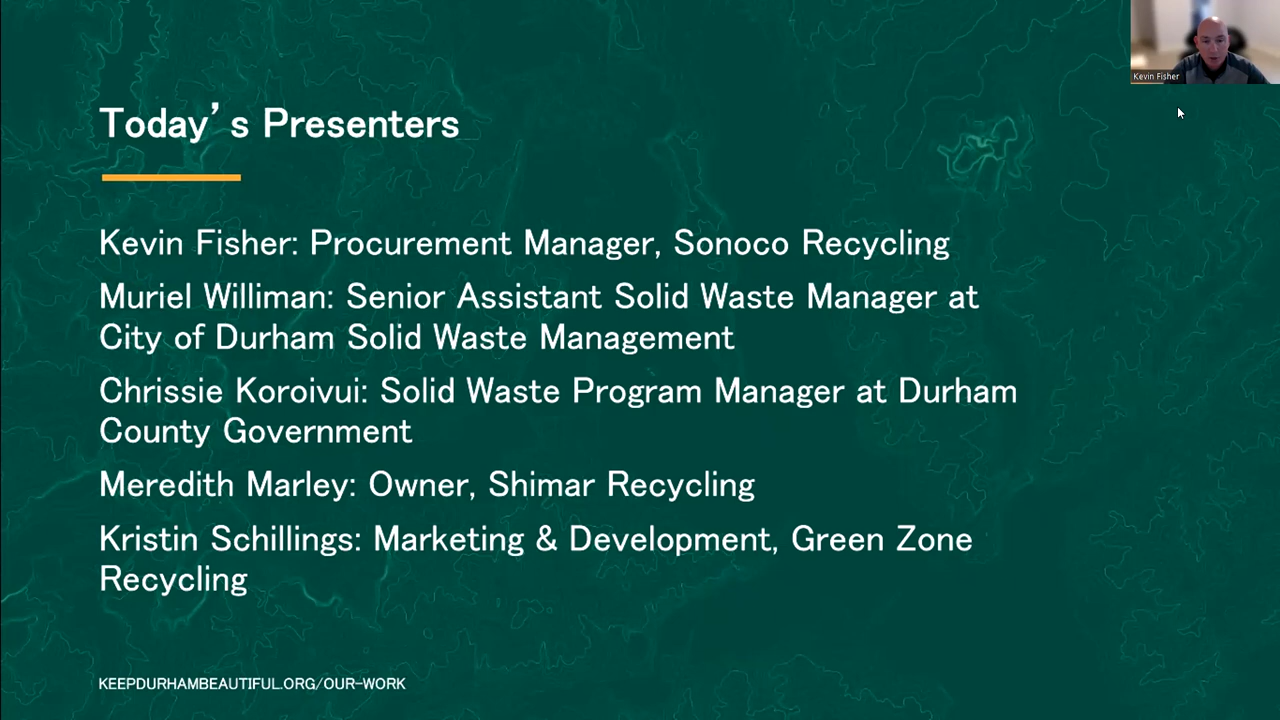 Kevin Fisher
Today’s Presenters
Kevin Fisher: Procurement Manager, Sonoco Recycling
Muriel Williman: Senior Assistant Solid Waste Manager at
City of Durham Solid Waste Management
Chrissie Koroivui: Solid Waste Program Manager at Durham
County Government
Meredith Marley: Owner, Shimar Recycling
Kristin Schillings: Marketing & Development, Green Zone
Recycling
KEEPDURHAMBEAUTIFUL.ORG/OUR-WORK